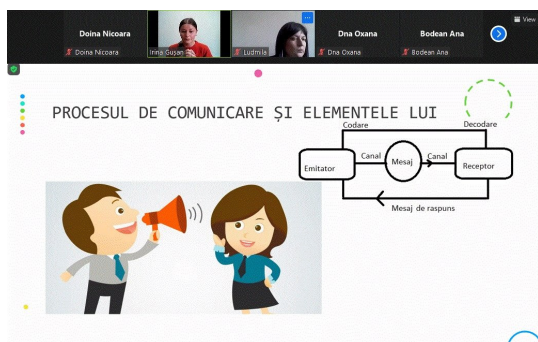 Doina Nicoara
Dna Oxana
Bodean Ana
View
Doina Nicoara
Irina Gușan
Ludmila
Dna Oxana
Bodean Ana
PROCESUL DE COMUNICARE ȘI ELEMENTELE LUI
Codare
Decodare
Emitator
Canal
Mesaj
Canal
Receptor
Mesaj de raspuns